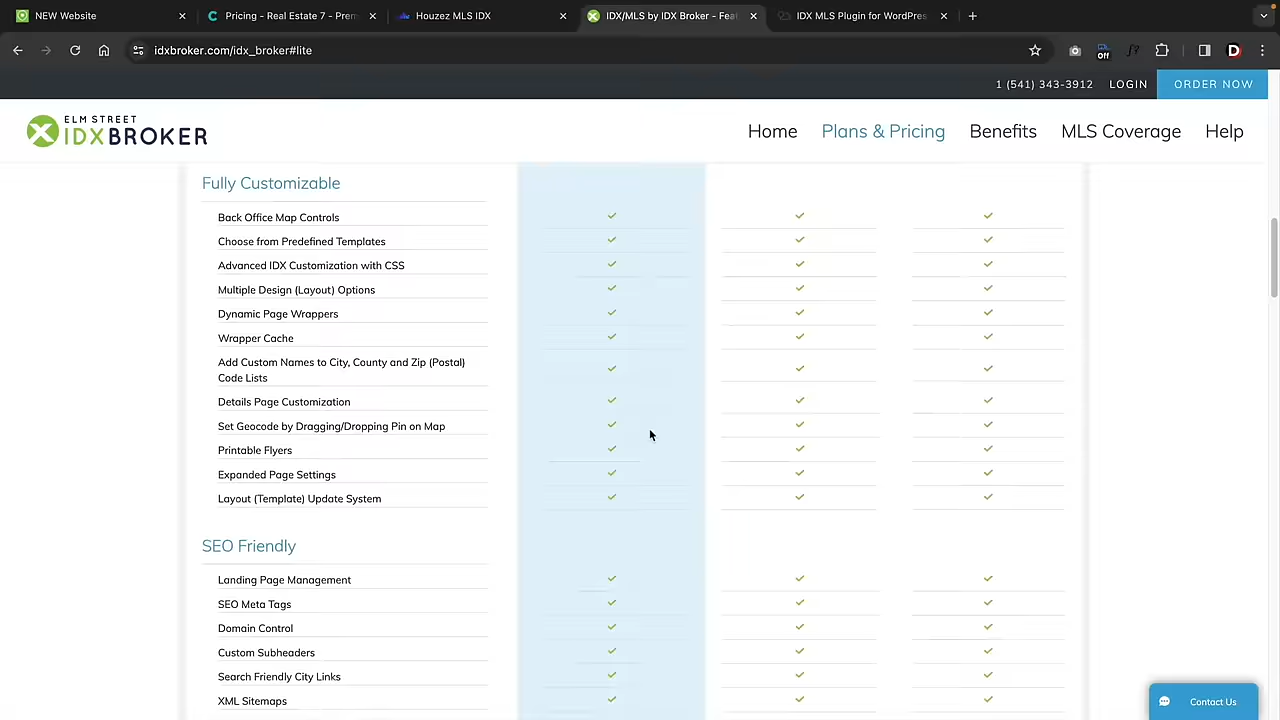 NEW Website
Pricing - Real Estate 7 - Prem
Houzez MLS IDX
IDX/MLS by IDX Broker - Feat
IDX MLS Plugin for WordPres
idxbroker.com/idx_broker#lite
Off
D
1 (541) 343-3912
LOGIN
ORDER NOW
ELM STREET
IDXBROKER
Home
Plans & Pricing
Benefits
MLS Coverage
Help
Fully Customizable
Back Office Map Controls
Choose from Predefined Templates
Advanced IDX Customization with CSS
Multiple Design (Layout) Options
Dynamic Page Wrappers
Wrapper Cache
Add Custom Names to City, County and Zip (Postal)
Code Lists
Details Page Customization
Set Geocode by Dragging/Dropping Pin on Map
Printable Flyers
Expanded Page Settings
Layout (Template) Update System
SEO Friendly
Landing Page Management
SEO Meta Tags
Domain Control
Custom Subheaders
Search Friendly City Links
XML Sitemaps
Contact Us